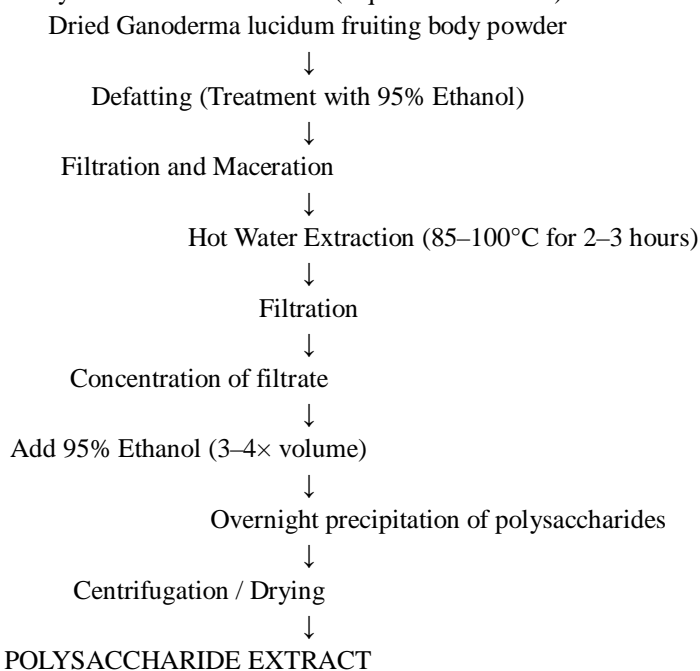 Dried Ganoderma lucidum fruiting body powder
↓
Defatting (Treatment with 95% Ethanol)
↓
Filtration and Maceration
↓
Hot Water Extraction (85–100°C for 2–3 hours)
↓
Filtration
↓
Concentration of filtrate
↓
Add 95% Ethanol (3–4× volume)
↓
Overnight precipitation of polysaccharides
↓
Centrifugation / Drying
↓
POLYSACCHARIDE EXTRACT